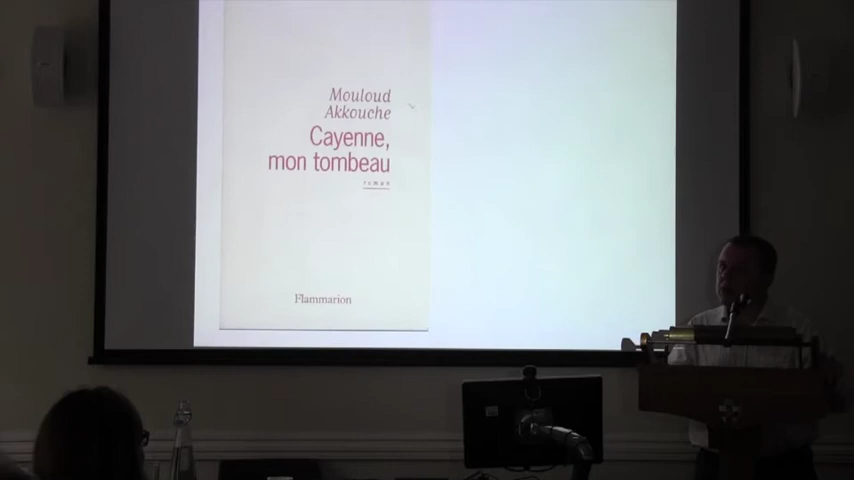 Mouloud
Akkouche
Cayenne,
mon tombeau
roman
Flammarion